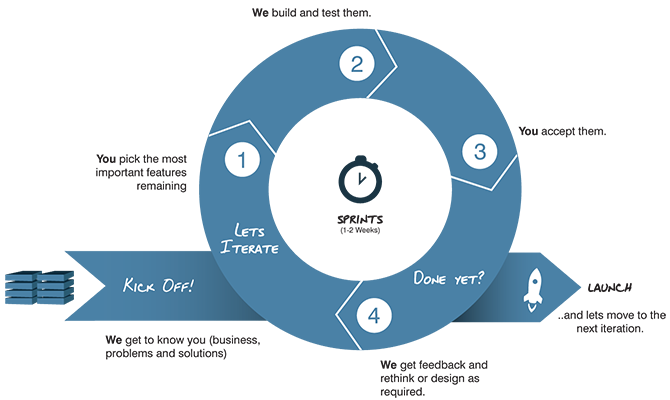 We build and test them.
2
You accept them.
3
1
You pick the most
important features
remaining
SPRINTS
(1-2 Weeks)
LETS
ITERATE
KICK OFF!
DONE YET?
LAUNCH
..and lets move to the
next iteration.
4
We get to know you (business,
problems and solutions)
We get feedback and
rethink or design as
required.